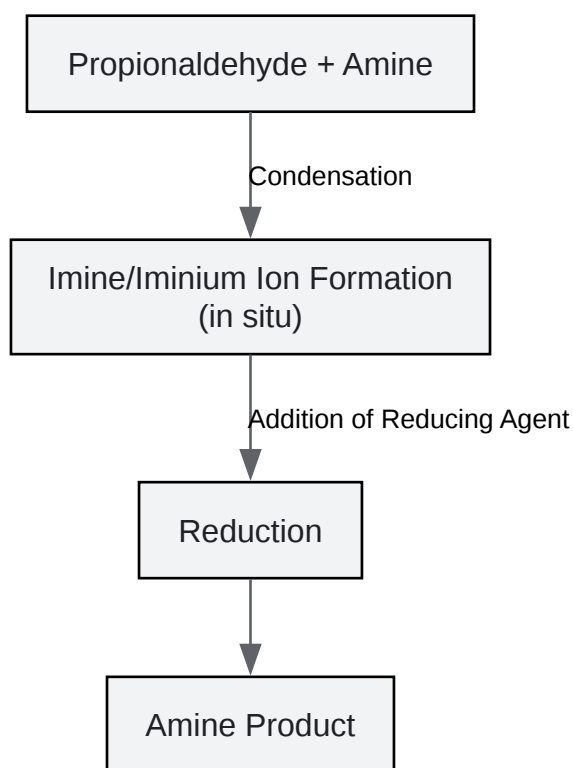 Propionaldehyde + Amine
Condensation
Imine/Iminium Ion Formation
(in situ)
Addition of Reducing Agent
Reduction
Amine Product